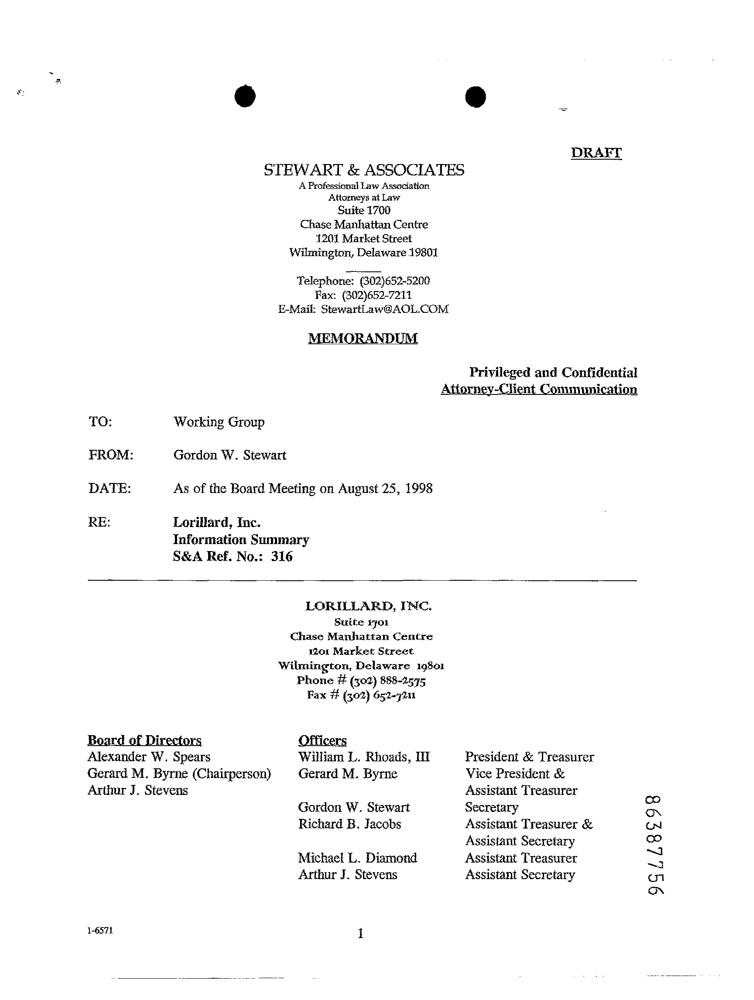 DRAFT
STEWART & ASSOCIATES
A Professional Law Association
Attorneys at Law
Suite 1700
Chase Manhattan Centre
1201 Market Street
Wilmington, Delaware 19801
Telephone: (302)652-5200
Fax: (302)652-7211
E-Mail: StewartLaw@AOL.COM
MEMORANDUM
Privileged and Confidential
Attorney-Client Communication
TO: Working Group
FROM: Gordon W. Stewart
DATE: As of the Board Meeting on August 25, 1998
RE: Lorillard, Inc.
Information Summary
S&A Ref. No.: 316
LORILLARD, INC.
Suite 1701
Chase Manhattan Centre
1201 Market Street
Wilmington, Delaware 19801
Phone # (302) 888-2575
Fax # (302) 652-7211
Board of Directors
Alexander W. Spears
Gerard M. Byrne (Chairperson)
Arthur J. Stevens
Officers
William L. Rhoads, III President & Treasurer
Gerard M. Byrne Vice President &
Assistant Treasurer
Gordon W. Stewart Secretary
Richard B. Jacobs Assistant Treasurer &
Assistant Secretary
Michael L. Diamond Assistant Treasurer
Arthur J. Stevens Assistant Secretary
86387756
1-6571
1